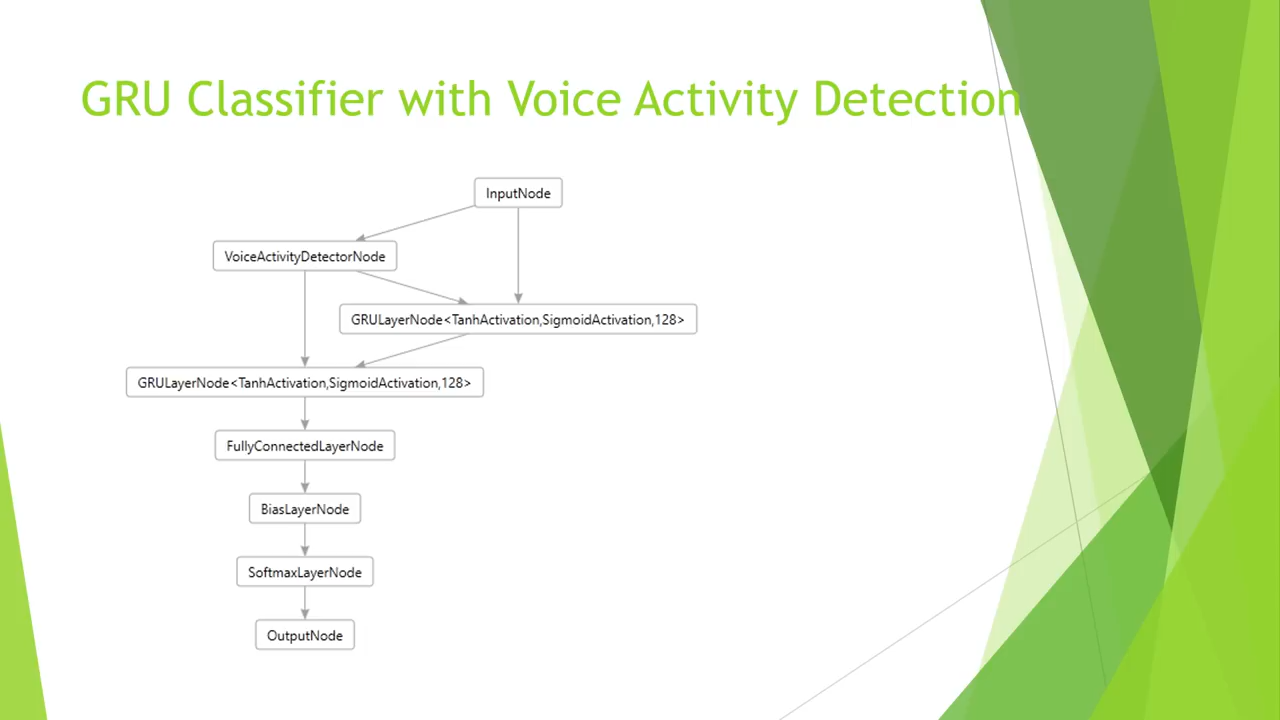 GRU Classifier with Voice Activity Detection
InputNode
VoiceActivityDetectorNode
GRULayerNode<TanhActivation,SigmoidActivation,128>
GRULayerNode<TanhActivation,SigmoidActivation,128>
FullyConnectedLayerNode
BiasLayerNode
SoftmaxLayerNode
OutputNode